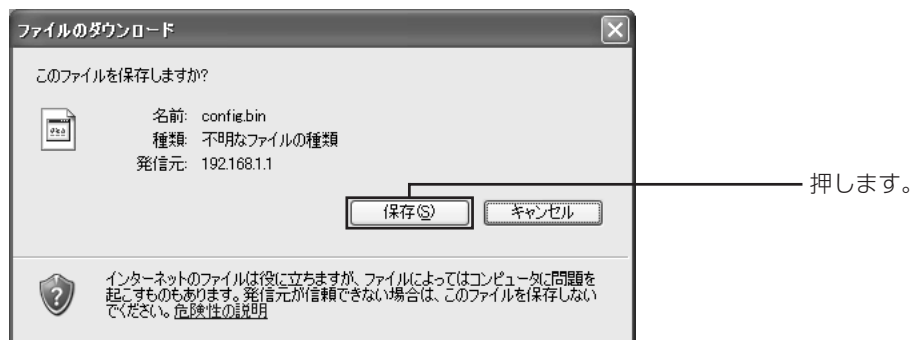 ファイルのダウンロード
このファイルを保存しますか?
名前: config.bin
種類: 不明なファイルの種類
発信元: 192.168.1.1
押します。
保存(S)
キャンセル
インターネットのファイルは役に立ちますが、ファイルによってはコンピュータに問題を
起こすものもあります。発信元が信頼できない場合は、このファイルを保存しない
でください。危険性の説明